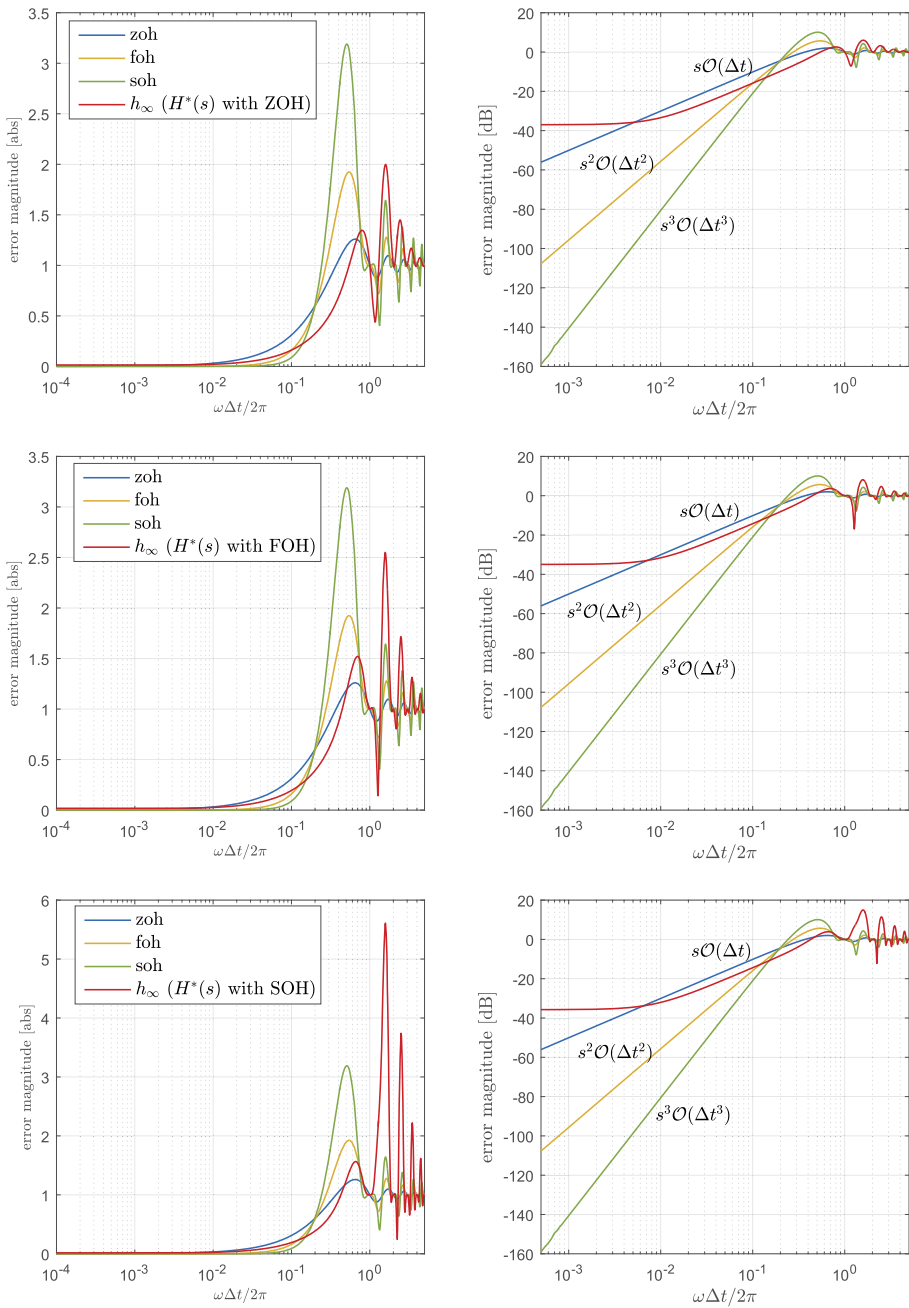 zoh
foh
soh
h∞ (H*(s) with ZOH)
error magnitude [abs]
3.5
3
2.5
2
1.5
1
0.5
0
10^-4
10^-3
10^-2
10^-1
10^0
ωΔt/2π
error magnitude [dB]
20
0
-20
-40
-60
-80
-100
-120
-140
-160
sO(Δt)
s²O(Δt²)
s³O(Δt³)
10^-3
10^-2
10^-1
10^0
ωΔt/2π
zoh
foh
soh
h∞ (H*(s) with FOH)
error magnitude [abs]
3.5
3
2.5
2
1.5
1
0.5
0
10^-4
10^-3
10^-2
10^-1
10^0
ωΔt/2π
error magnitude [dB]
20
0
-20
-40
-60
-80
-100
-120
-140
-160
sO(Δt)
s²O(Δt²)
s³O(Δt³)
10^-3
10^-2
10^-1
10^0
ωΔt/2π
zoh
foh
soh
h∞ (H*(s) with SOH)
error magnitude [abs]
6
5
4
3
2
1
0
10^-4
10^-3
10^-2
10^-1
10^0
ωΔt/2π
error magnitude [dB]
20
0
-20
-40
-60
-80
-100
-120
-140
-160
sO(Δt)
s²O(Δt²)
s³O(Δt³)
10^-3
10^-2
10^-1
10^0
ωΔt/2π